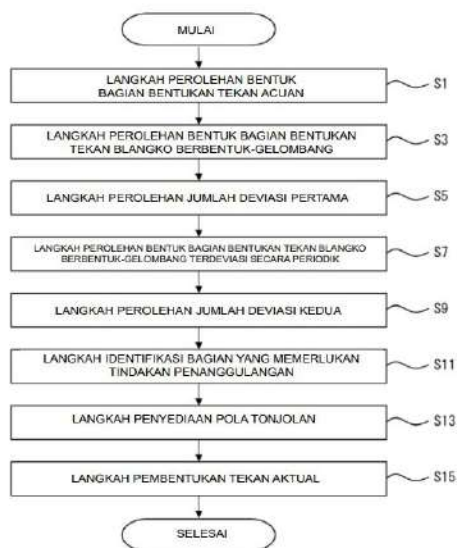 MULAI
LANGKAH PEROLEHAN BENTUK
BAGIAN BENTUKAN TEKAN ACUAN
S1
LANGKAH PEROLEHAN BENTUK BAGIAN BENTUKAN
TEKAN BLANGKO BERBENTUK-GELOMBANG
S3
LANGKAH PEROLEHAN JUMLAH DEVIASI PERTAMA
S5
LANGKAH PEROLEHAN BENTUK BAGIAN BENTUKAN TEKAN BLANGKO
BERBENTUK-GELOMBANG TERDEVIASI SECARA PERIODIK
S7
LANGKAH PEROLEHAN JUMLAH DEVIASI KEDUA
S9
LANGKAH IDENTIFIKASI BAGIAN YANG MEMERLUKAN
TINDAKAN PENANGGULANGAN
S11
LANGKAH PENYEDIAAN POLA TONJOLAN
S13
LANGKAH PEMBENTUKAN TEKAN AKTUAL
S15
SELESAI